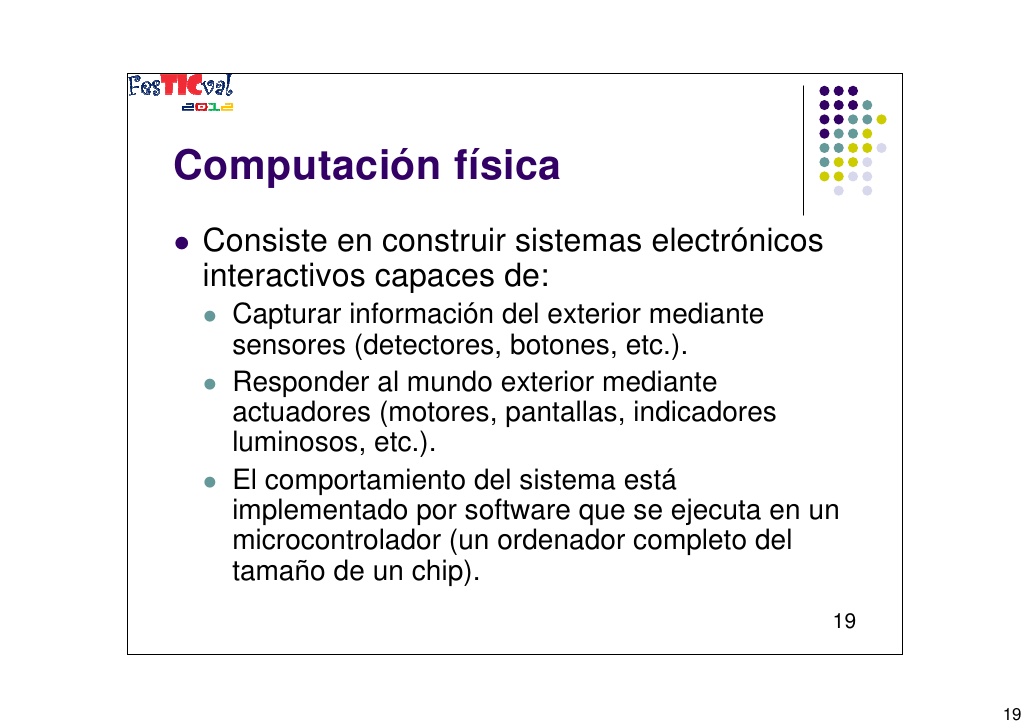 FesTICval
2012
Computación física
Consiste en construir sistemas electrónicos
interactivos capaces de:
Capturar información del exterior mediante
sensores (detectores, botones, etc.).
Responder al mundo exterior mediante
actuadores (motores, pantallas, indicadores
luminosos, etc.).
El comportamiento del sistema está
implementado por software que se ejecuta en un
microcontrolador (un ordenador completo del
tamaño de un chip).
19
19